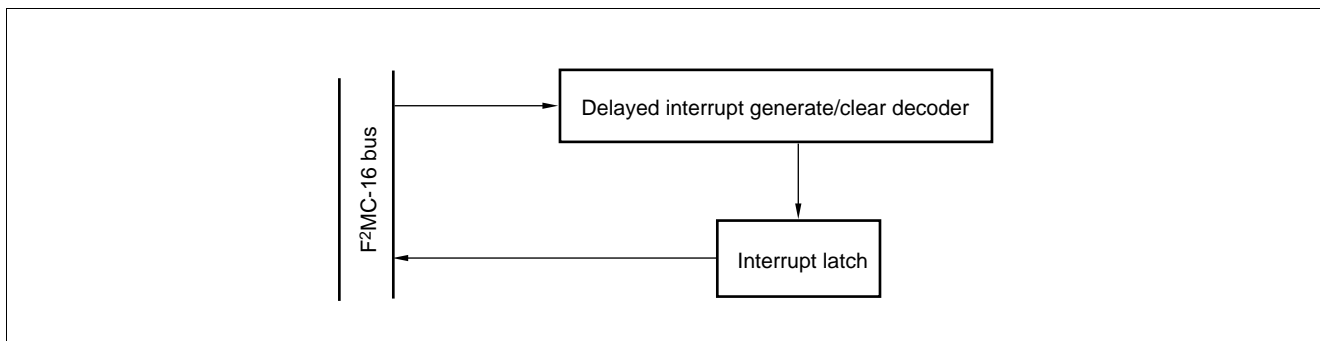 F²MC-16 bus
Delayed interrupt generate/clear decoder
Interrupt latch